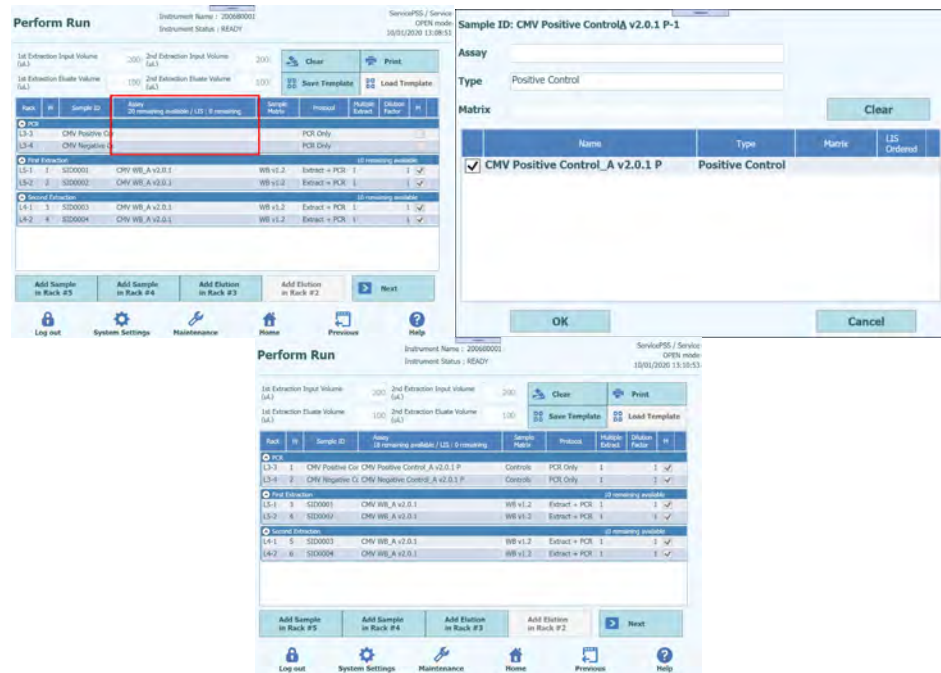 Perform Run
Instrument Name : 200680001
Instrument Status : READY
ServicePSS / Service
OPEN mode
10/01/2020 13:09:51
1st Extraction Input Volume (uL) 200 2nd Extraction Input Volume (uL) 200
Clear Print
1st Extraction Eluate Volume (uL) 100 2nd Extraction Eluate Volume (uL) 100
Save Template Load Template
Rack # Sample ID Assay Sample Matrix Protocol Multiple Extract Dilution Factor
20 remaining available / LIS : 0 remaining
PCR
L3-3 CMV Positive Co PCR Only
L3-4 CMV Negative C PCR Only
First Extraction 10 remaining available
L5-1 1 SID0001 CMV WB_A v2.0.1 WB v1.2 Extract + PCR 1 1
L5-2 2 SID0002 CMV WB_A v2.0.1 WB v1.2 Extract + PCR 1 1
Second Extraction 10 remaining available
L4-1 3 SID0003 CMV WB_A v2.0.1 WB v1.2 Extract + PCR 1 1
L4-2 4 SID0004 CMV WB_A v2.0.1 WB v1.2 Extract + PCR 1 1
Add Sample in Rack #5
Add Sample in Rack #4
Add Elution in Rack #3
Add Elution in Rack #2
Next
Log out System Settings Maintenance Home Previous Help
Sample ID: CMV Positive ControlA v2.0.1 P-1
Assay
Type Positive Control
Matrix Clear
Name Type Matrix LIS Ordered
CMV Positive Control_A v2.0.1 P Positive Control
OK Cancel
Perform Run
Instrument Name : 200680001
Instrument Status : READY
ServicePSS / Service
OPEN mode
10/01/2020 13:10:53
1st Extraction Input Volume (uL) 200 2nd Extraction Input Volume (uL) 200
Clear Print
1st Extraction Eluate Volume (uL) 100 2nd Extraction Eluate Volume (uL) 100
Save Template Load Template
Rack # Sample ID Assay Sample Matrix Protocol Multiple Extract Dilution Factor
18 remaining available / LIS : 0 remaining
PCR
L3-3 1 CMV Positive Cor CMV Positive Control_A v2.0.1 P Controls PCR Only 1 1
L3-4 2 CMV Negative Cc CMV Negative Control_A v2.0.1 P Controls PCR Only 1 1
First Extraction 10 remaining available
L5-1 3 SID0001 CMV WB_A v2.0.1 WB v1.2 Extract + PCR 1 1
L5-2 4 SID0002 CMV WB_A v2.0.1 WB v1.2 Extract + PCR 1 1
Second Extraction 10 remaining available
L4-1 5 SID0003 CMV WB_A v2.0.1 WB v1.2 Extract + PCR 1 1
L4-2 6 SID0004 CMV WB_A v2.0.1 WB v1.2 Extract + PCR 1 1
Add Sample in Rack #5
Add Sample in Rack #4
Add Elution in Rack #3
Add Elution in Rack #2
Next
Log out System Settings Maintenance Home Previous Help